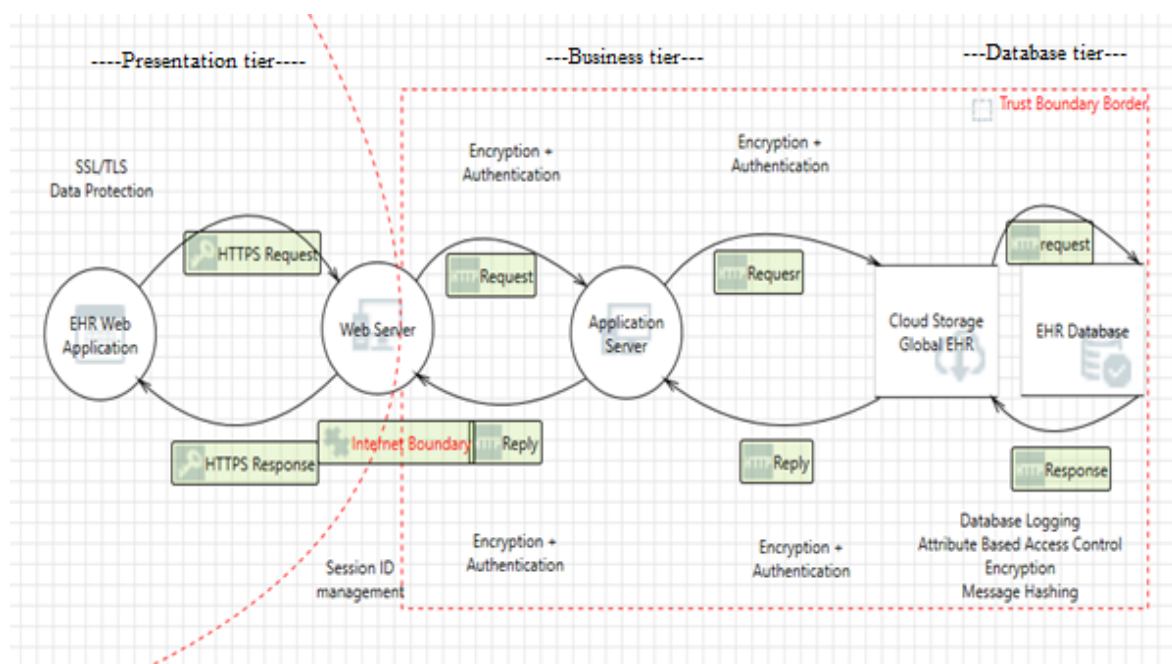 ----Presentation tier----
---Business tier---
---Database tier---
Trust Boundary Border
SSL/TLS
Data Protection
Encryption +
Authentication
Encryption +
Authentication
HTTPS Request
Request
Requesr
request
EHR Web
Application
Web Server
Application
Server
Cloud Storage
Global EHR
EHR Database
HTTPS Response
Internet Boundary
Reply
Reply
Response
Session ID
management
Encryption +
Authentication
Encryption +
Authentication
Database Logging
Attribute Based Access Control
Encryption
Message Hashing